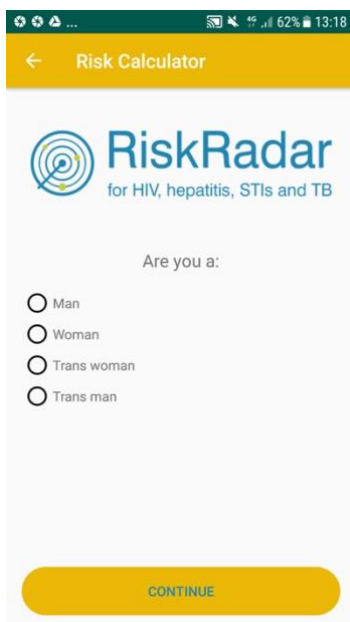 ... 4G 62% 13:18
Risk Calculator
RiskRadar
for HIV, hepatitis, STIs and TB
Are you a:
Man
Woman
Trans woman
Trans man
CONTINUE